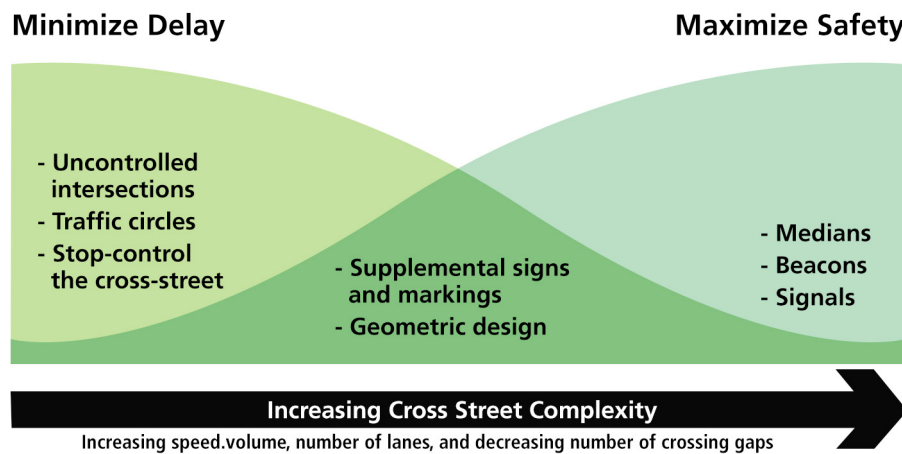 Minimize Delay
Maximize Safety
- Uncontrolled
intersections
- Traffic circles
- Stop-control
the cross-street
- Supplemental signs
and markings
- Geometric design
- Medians
- Beacons
- Signals
Increasing Cross Street Complexity
Increasing speed.volume, number of lanes, and decreasing number of crossing gaps